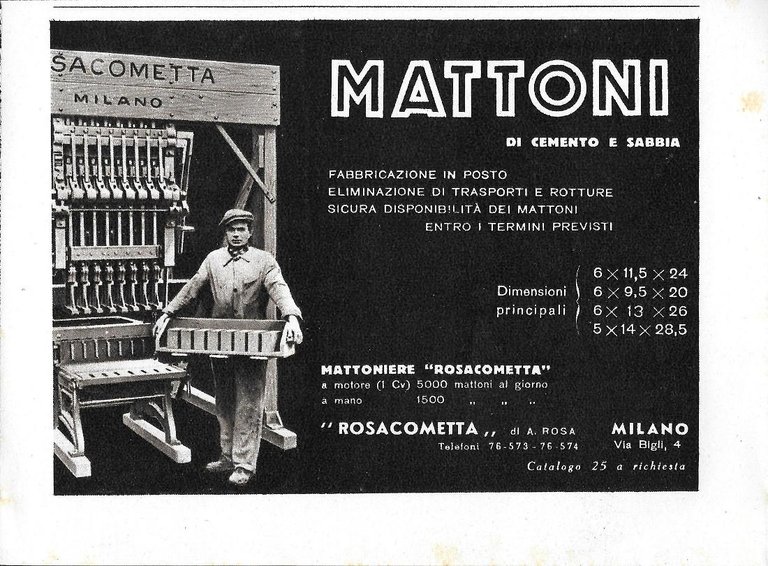 SACOMETTA
MILANO
MATTONI
DI CEMENTO E SABBIA
FABBRICAZIONE IN POSTO
ELIMINAZIONE DI TRASPORTI E ROTTURE
SICURA DISPONIBILITÀ DEI MATTONI
ENTRO I TERMINI PREVISTI
Dimensioni principali
6 × 11,5 × 24
6 × 9,5 × 20
6 × 13 × 26
5 × 14 × 28,5
MATTONIERE "ROSACOMETTA"
a motore (1 Cv) 5000 mattoni al giorno
a mano 1500 „ „ „
"ROSACOMETTA„ di A. ROSA MILANO
Telefoni 76-573 - 76-574 Via Bigli, 4
Catalogo 25 a richiesta